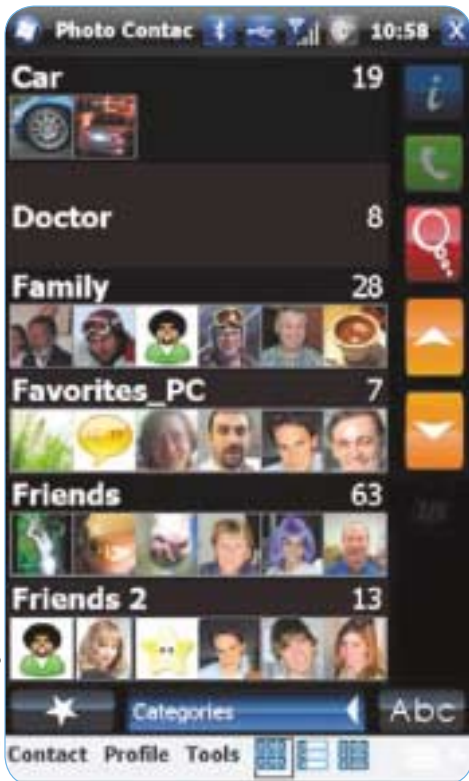 Photo Contac 10:58 X
Car 19
i
Doctor 8
Family 28
Favorites_PC 7
Friends 63
Friends 2 13
Categories Abc
Contact Profile Tools